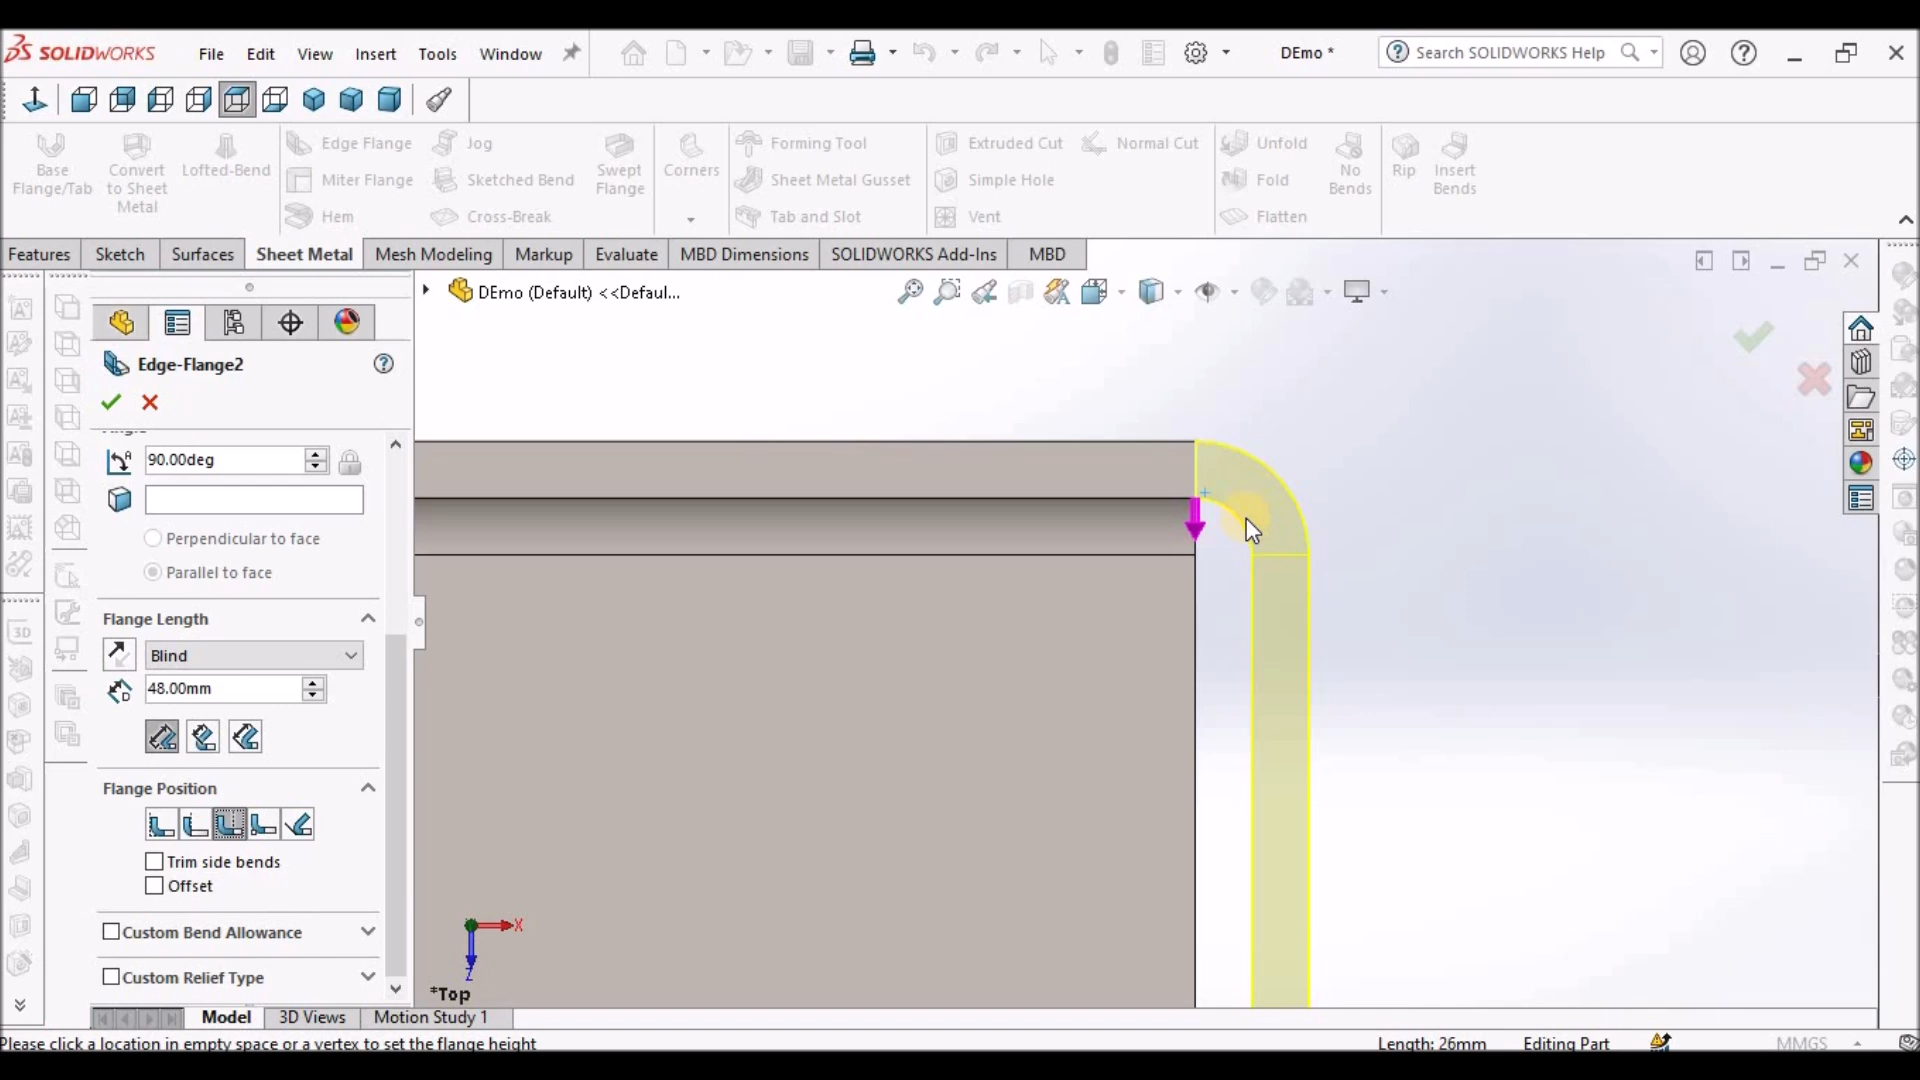 SOLIDWORKS File Edit View Insert Tools Window DEmo * Search SOLIDWORKS Help
Base Flange/Tab
Convert to Sheet Metal
Lofted-Bend
Edge Flange
Miter Flange
Hem
Jog
Sketched Bend
Cross-Break
Swept Flange
Corners
Forming Tool
Sheet Metal Gusset
Tab and Slot
Extruded Cut
Simple Hole
Vent
Normal Cut
Unfold
Fold
Flatten
No Bends
Rip
Insert Bends
Features Sketch Surfaces Sheet Metal Mesh Modeling Markup Evaluate MBD Dimensions SOLIDWORKS Add-Ins MBD
DEmo (Default) <<Defaul...
Edge-Flange2
90.00deg
Perpendicular to face
Parallel to face
Flange Length
Blind
48.00mm
Flange Position
Trim side bends
Offset
Custom Bend Allowance
Custom Relief Type
X
Z
*Top
Model 3D Views Motion Study 1
Please click a location in empty space or a vertex to set the flange height Length: 26mm Editing Part MMGS